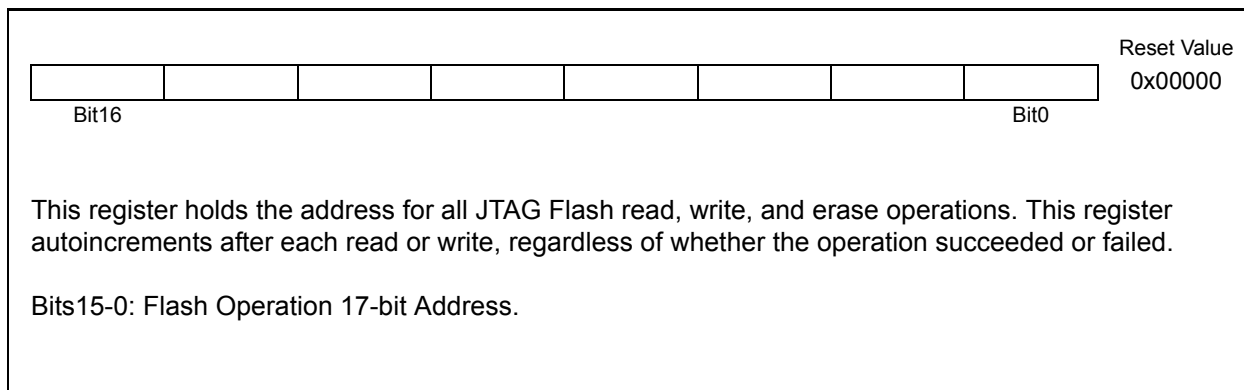 Reset Value
0x00000
Bit16 Bit0
This register holds the address for all JTAG Flash read, write, and erase operations. This register
autoincrements after each read or write, regardless of whether the operation succeeded or failed.
Bits15-0: Flash Operation 17-bit Address.